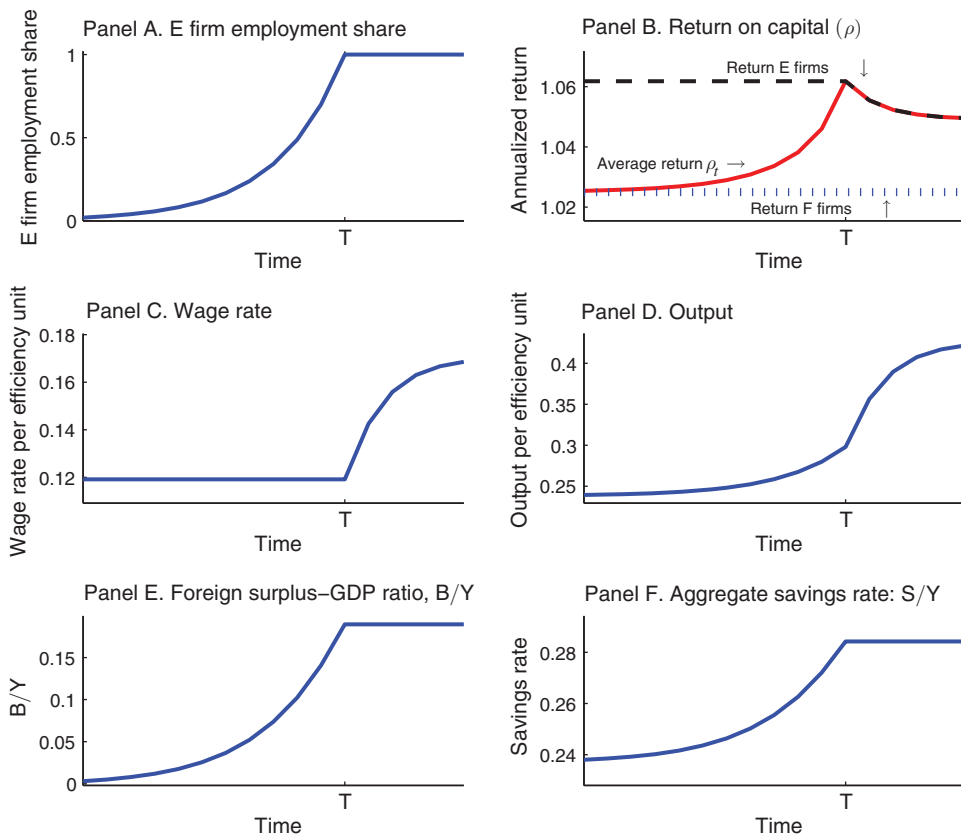 Panel A. E firm employment share
E firm employment share
1
0.5
0
T
Time
Panel B. Return on capital (ρ)
Annualized return
1.06
1.04
1.02
Return E firms ↓
Average return ρt →
Return F firms ↑
T
Time
Panel C. Wage rate
Wage rate per efficiency unit
0.18
0.16
0.14
0.12
T
Time
Panel D. Output
Output per efficiency unit
0.4
0.3
0.25
T
Time
Panel E. Foreign surplus–GDP ratio, B/Y
B/Y
0.15
0.1
0.05
0
T
Time
Panel F. Aggregate savings rate: S/Y
Savings rate
0.28
0.24
T
Time